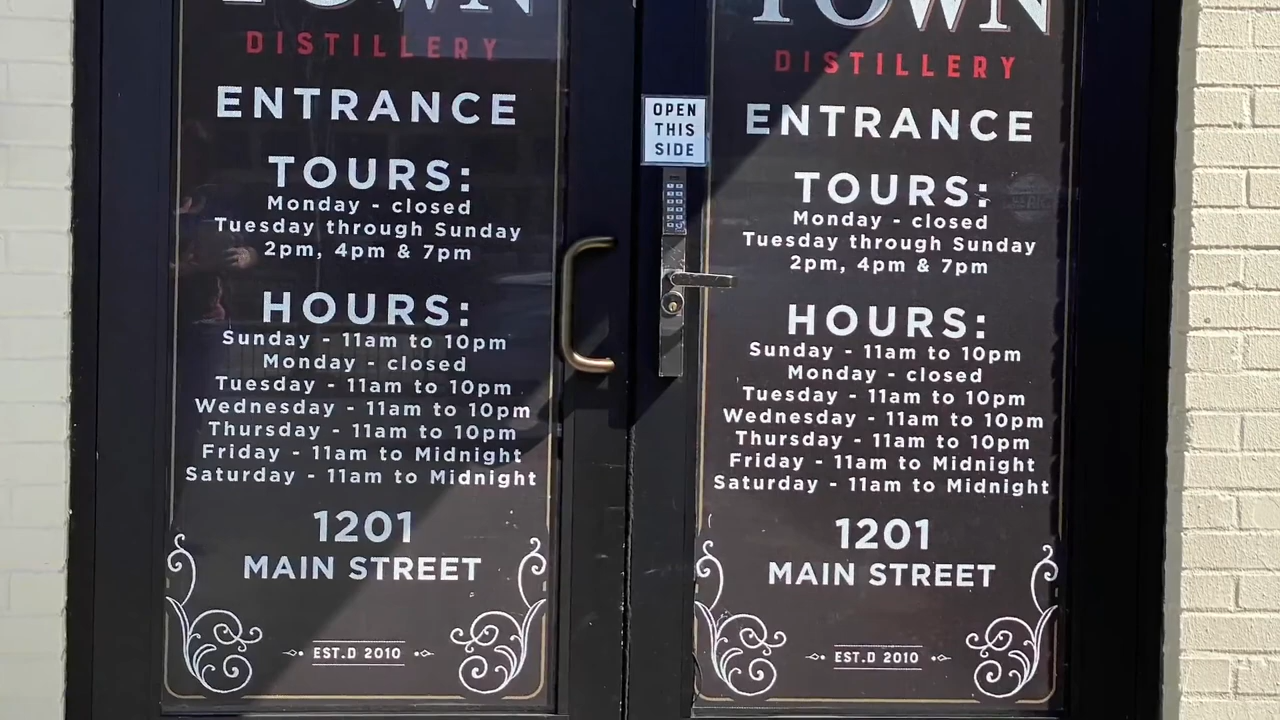 TOWN
DISTILLERY
ENTRANCE
TOURS:
Monday - closed
Tuesday through Sunday
2pm, 4pm & 7pm
HOURS:
Sunday - 11am to 10pm
Monday - closed
Tuesday - 11am to 10pm
Wednesday - 11am to 10pm
Thursday - 11am to 10pm
Friday - 11am to Midnight
Saturday - 11am to Midnight
1201
MAIN STREET
EST.D 2010
OPEN
THIS
SIDE
TOWN
DISTILLERY
ENTRANCE
TOURS:
Monday - closed
Tuesday through Sunday
2pm, 4pm & 7pm
HOURS:
Sunday - 11am to 10pm
Monday - closed
Tuesday - 11am to 10pm
Wednesday - 11am to 10pm
Thursday - 11am to 10pm
Friday - 11am to Midnight
Saturday - 11am to Midnight
1201
MAIN STREET
EST.D 2010